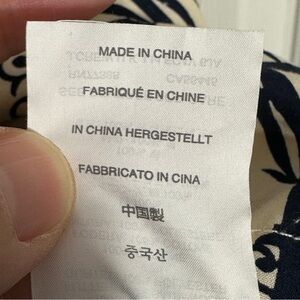 MADE IN CHINA
FABRIQUÉ EN CHINE
IN CHINA HERGESTELLT
FABBRICATO IN CINA
中国製
중국산